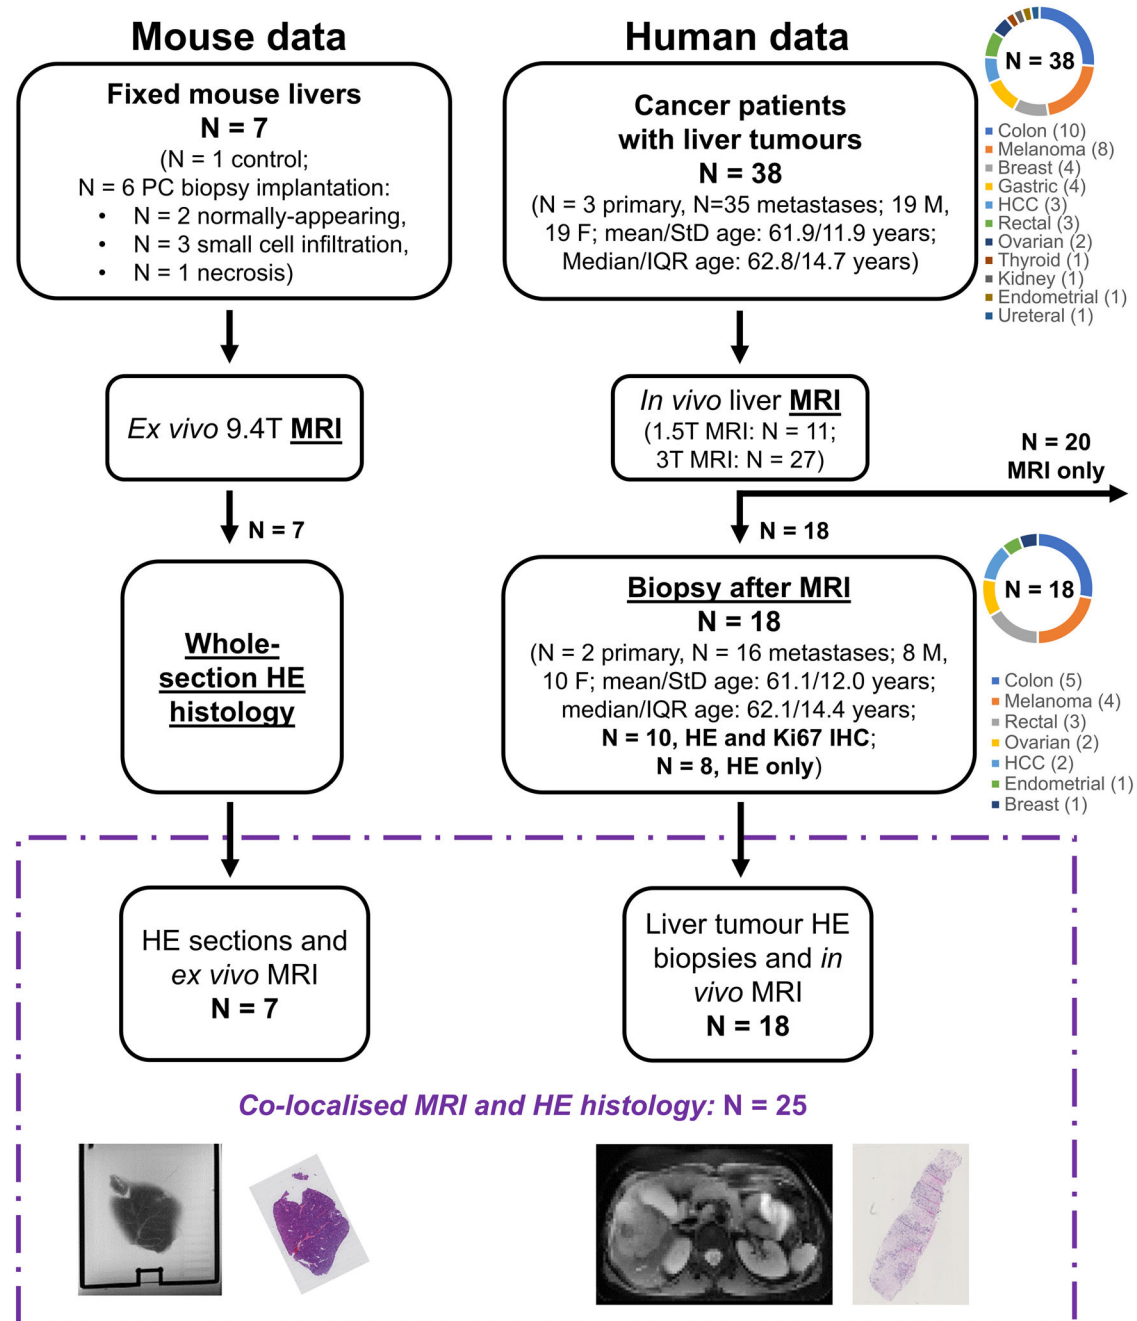 Mouse data
Fixed mouse livers
N = 7
(N = 1 control;
N = 6 PC biopsy implantation:
• N = 2 normally-appearing,
• N = 3 small cell infiltration,
• N = 1 necrosis)
Ex vivo 9.4T MRI
N = 7
Whole-
section HE
histology
HE sections and
ex vivo MRI
N = 7
Human data
Cancer patients
with liver tumours
N = 38
(N = 3 primary, N=35 metastases; 19 M,
19 F; mean/StD age: 61.9/11.9 years;
Median/IQR age: 62.8/14.7 years)
N = 38
Colon (10)
Melanoma (8)
Breast (4)
Gastric (4)
HCC (3)
Rectal (3)
Ovarian (2)
Thyroid (1)
Kidney (1)
Endometrial (1)
Ureteral (1)
In vivo liver MRI
(1.5T MRI: N = 11;
3T MRI: N = 27)
N = 20
MRI only
N = 18
Biopsy after MRI
N = 18
(N = 2 primary, N = 16 metastases; 8 M,
10 F; mean/StD age: 61.1/12.0 years;
median/IQR age: 62.1/14.4 years;
N = 10, HE and Ki67 IHC;
N = 8, HE only)
N = 18
Colon (5)
Melanoma (4)
Rectal (3)
Ovarian (2)
HCC (2)
Endometrial (1)
Breast (1)
Liver tumour HE
biopsies and in
vivo MRI
N = 18
Co-localised MRI and HE histology: N = 25